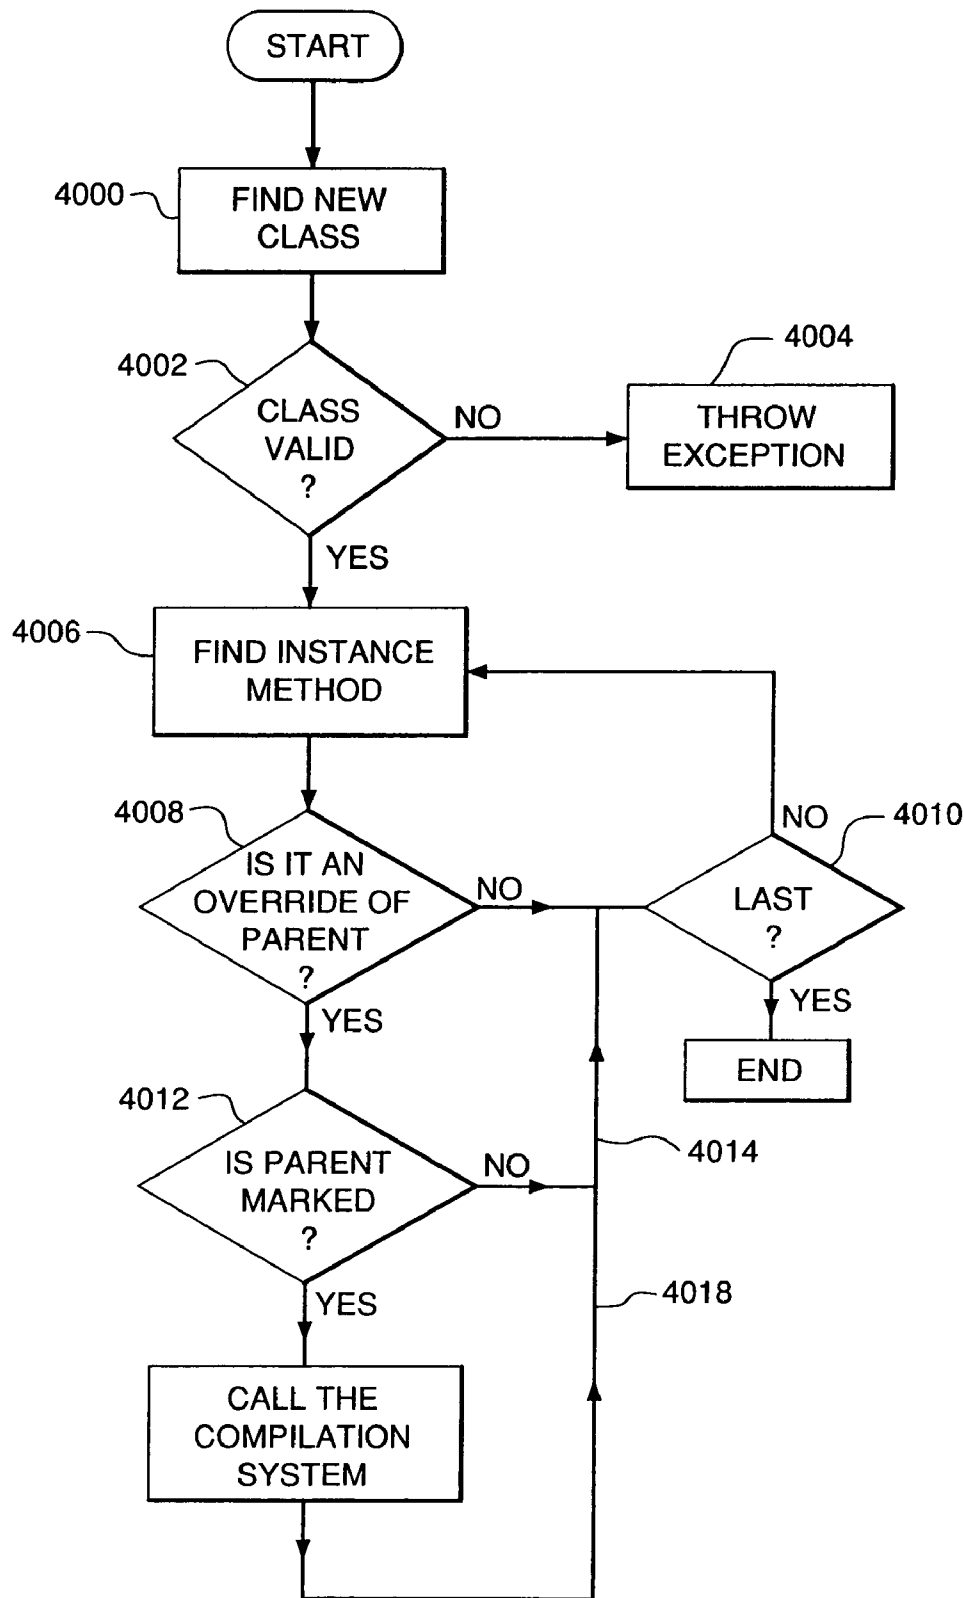 START
4000
FIND NEW
CLASS
4002
CLASS
VALID
?
NO
4004
THROW
EXCEPTION
YES
4006
FIND INSTANCE
METHOD
4008
IS IT AN
OVERRIDE OF
PARENT
?
NO
NO
4010
LAST
?
YES
END
YES
4012
IS PARENT
MARKED
?
NO
4014
4018
YES
CALL THE
COMPILATION
SYSTEM